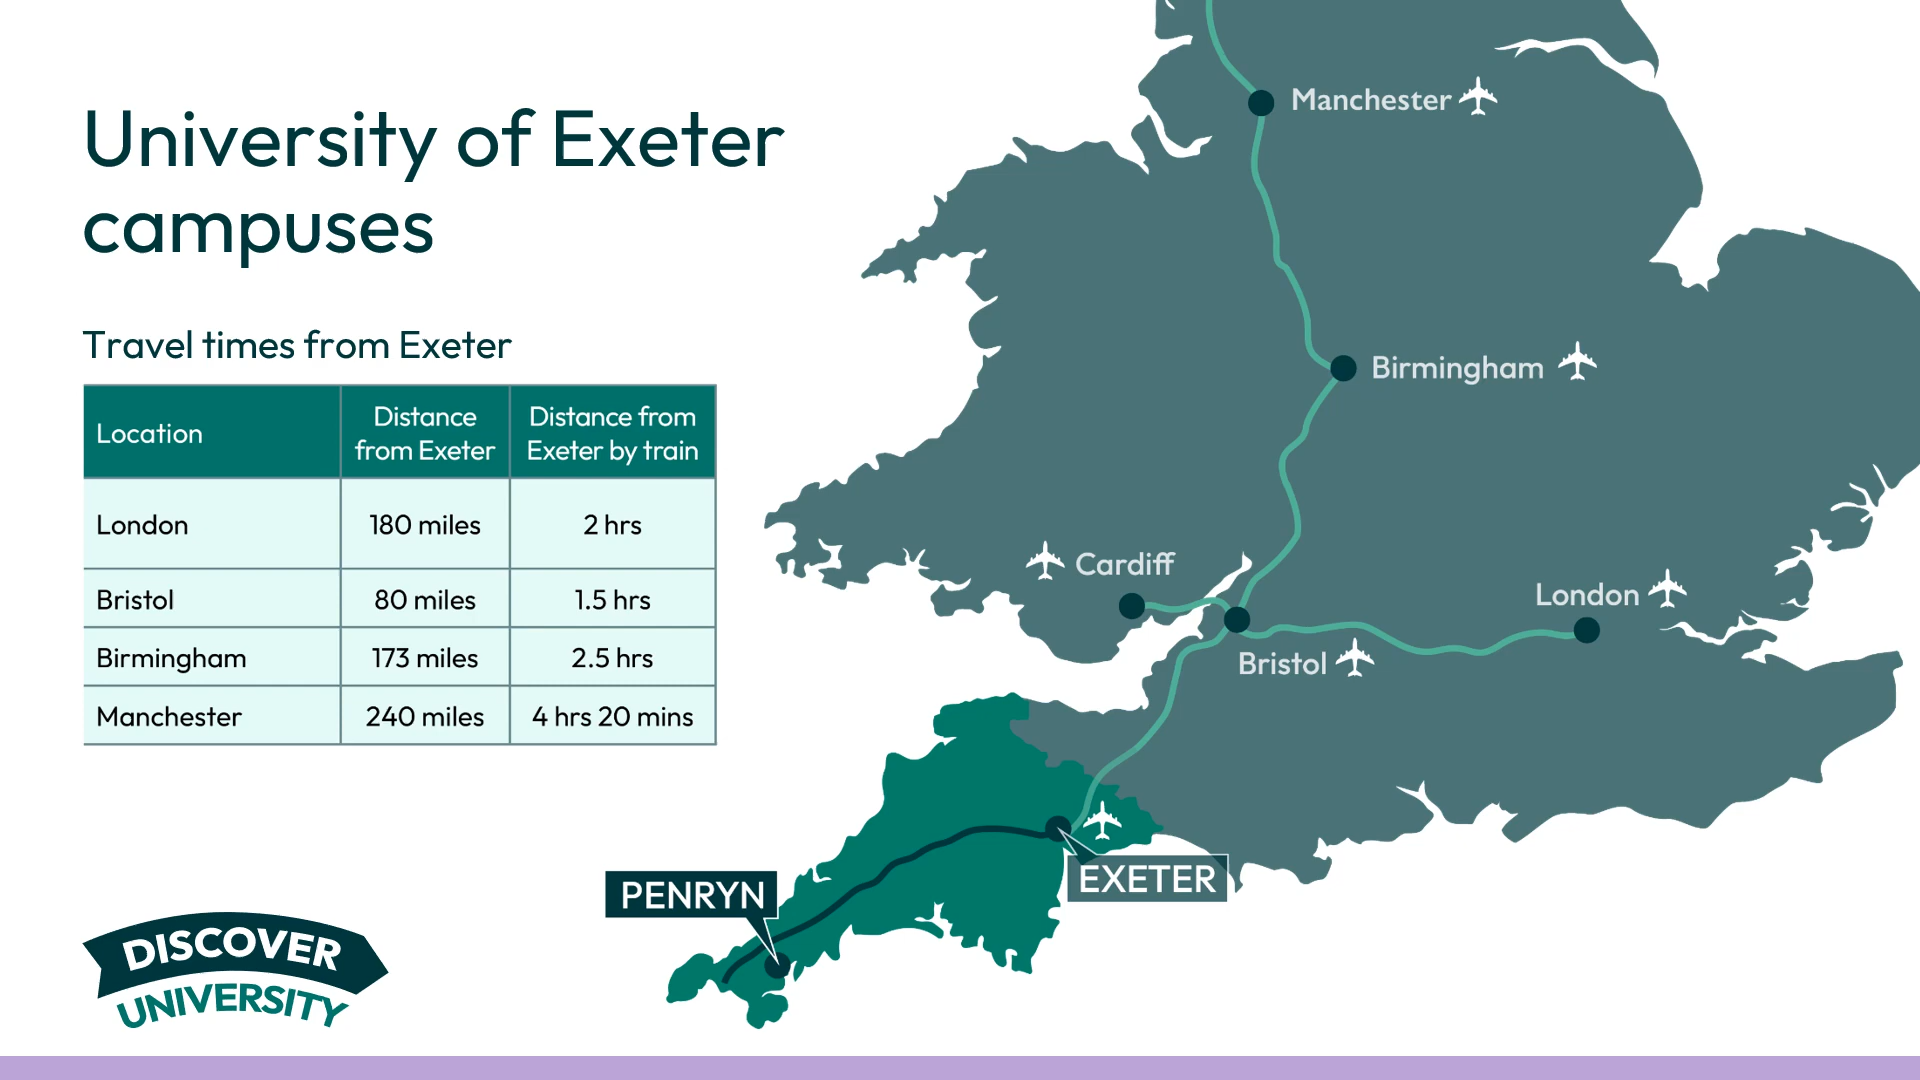 University of Exeter
campuses
Travel times from Exeter
Location
Distance
from Exeter
Distance from
Exeter by train
London
180 miles
2 hrs
Bristol
80 miles
1.5 hrs
Birmingham
173 miles
2.5 hrs
Manchester
240 miles
4 hrs 20 mins
Manchester
Birmingham
Cardiff
London
Bristol
EXETER
PENRYN
DISCOVER
UNIVERSITY